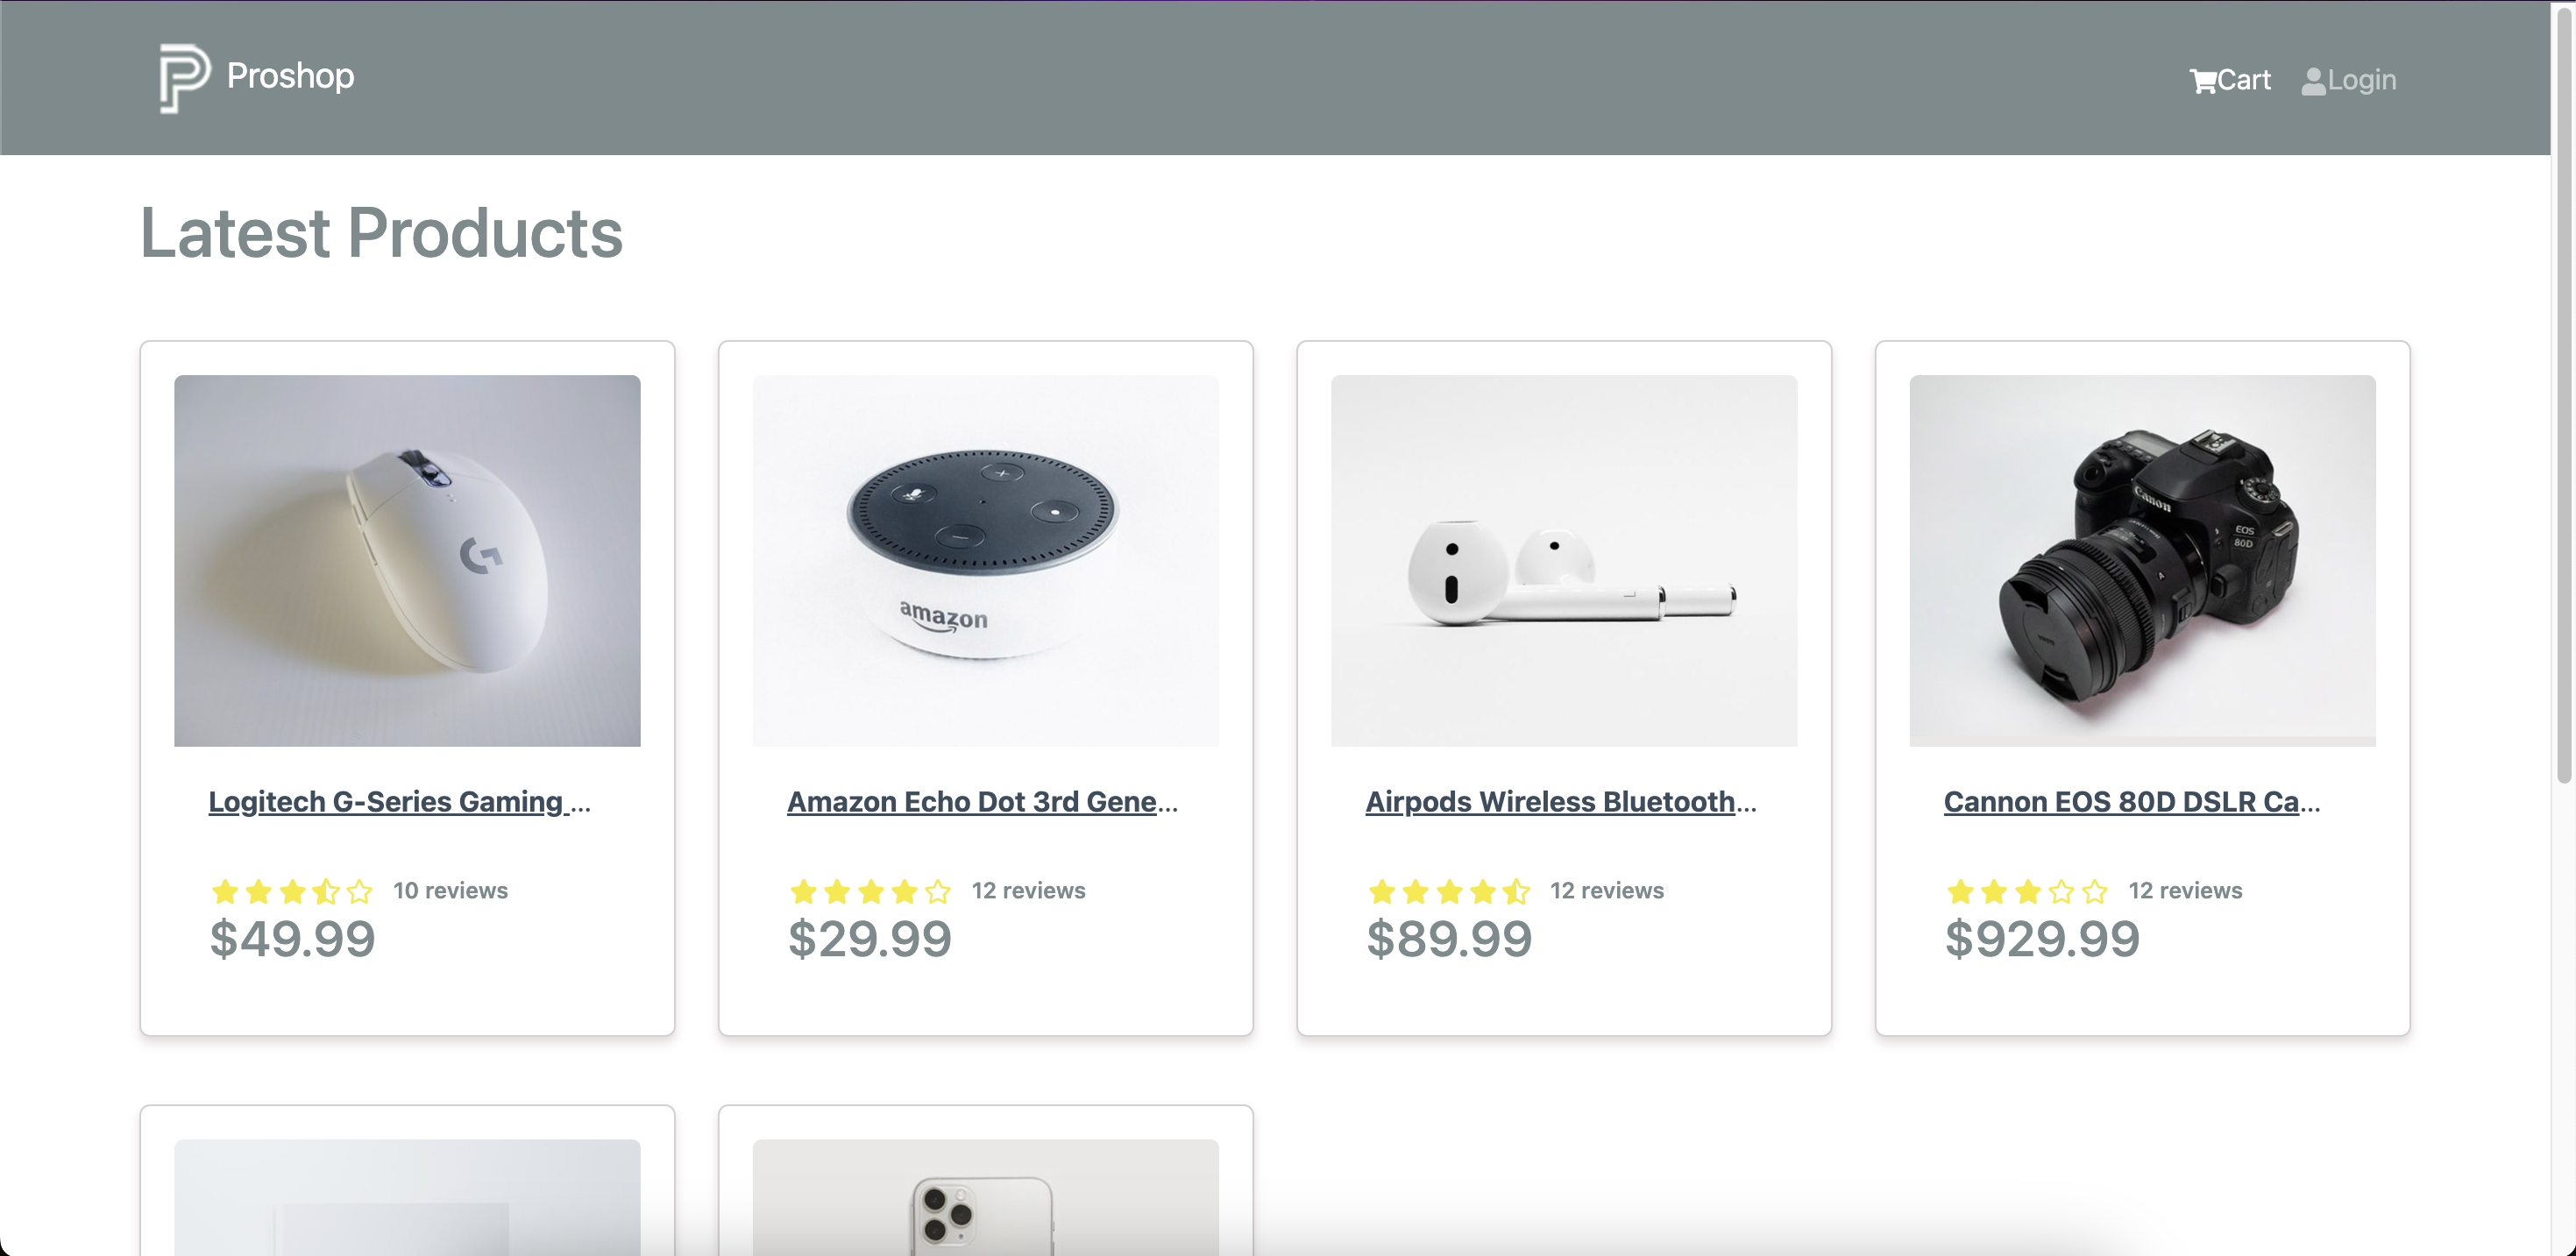 Proshop
Cart
Login
Latest Products
amazon
Canon
EOS
80D
Logitech G-Series Gaming ...
Amazon Echo Dot 3rd Gene...
Airpods Wireless Bluetooth...
Cannon EOS 80D DSLR Ca...
10 reviews
12 reviews
12 reviews
12 reviews
$49.99
$29.99
$89.99
$929.99